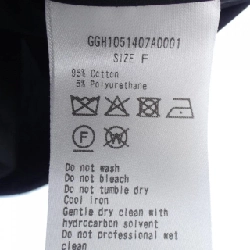 GGH1051407A0001
SIZE F
95% Cotton
5% Polyurethane
F
W
Do not wash
Do not bleach
Do not tumble dry
Cool iron
Gentle dry clean with
hydrocarbon solvent
Do not professional wet
clean